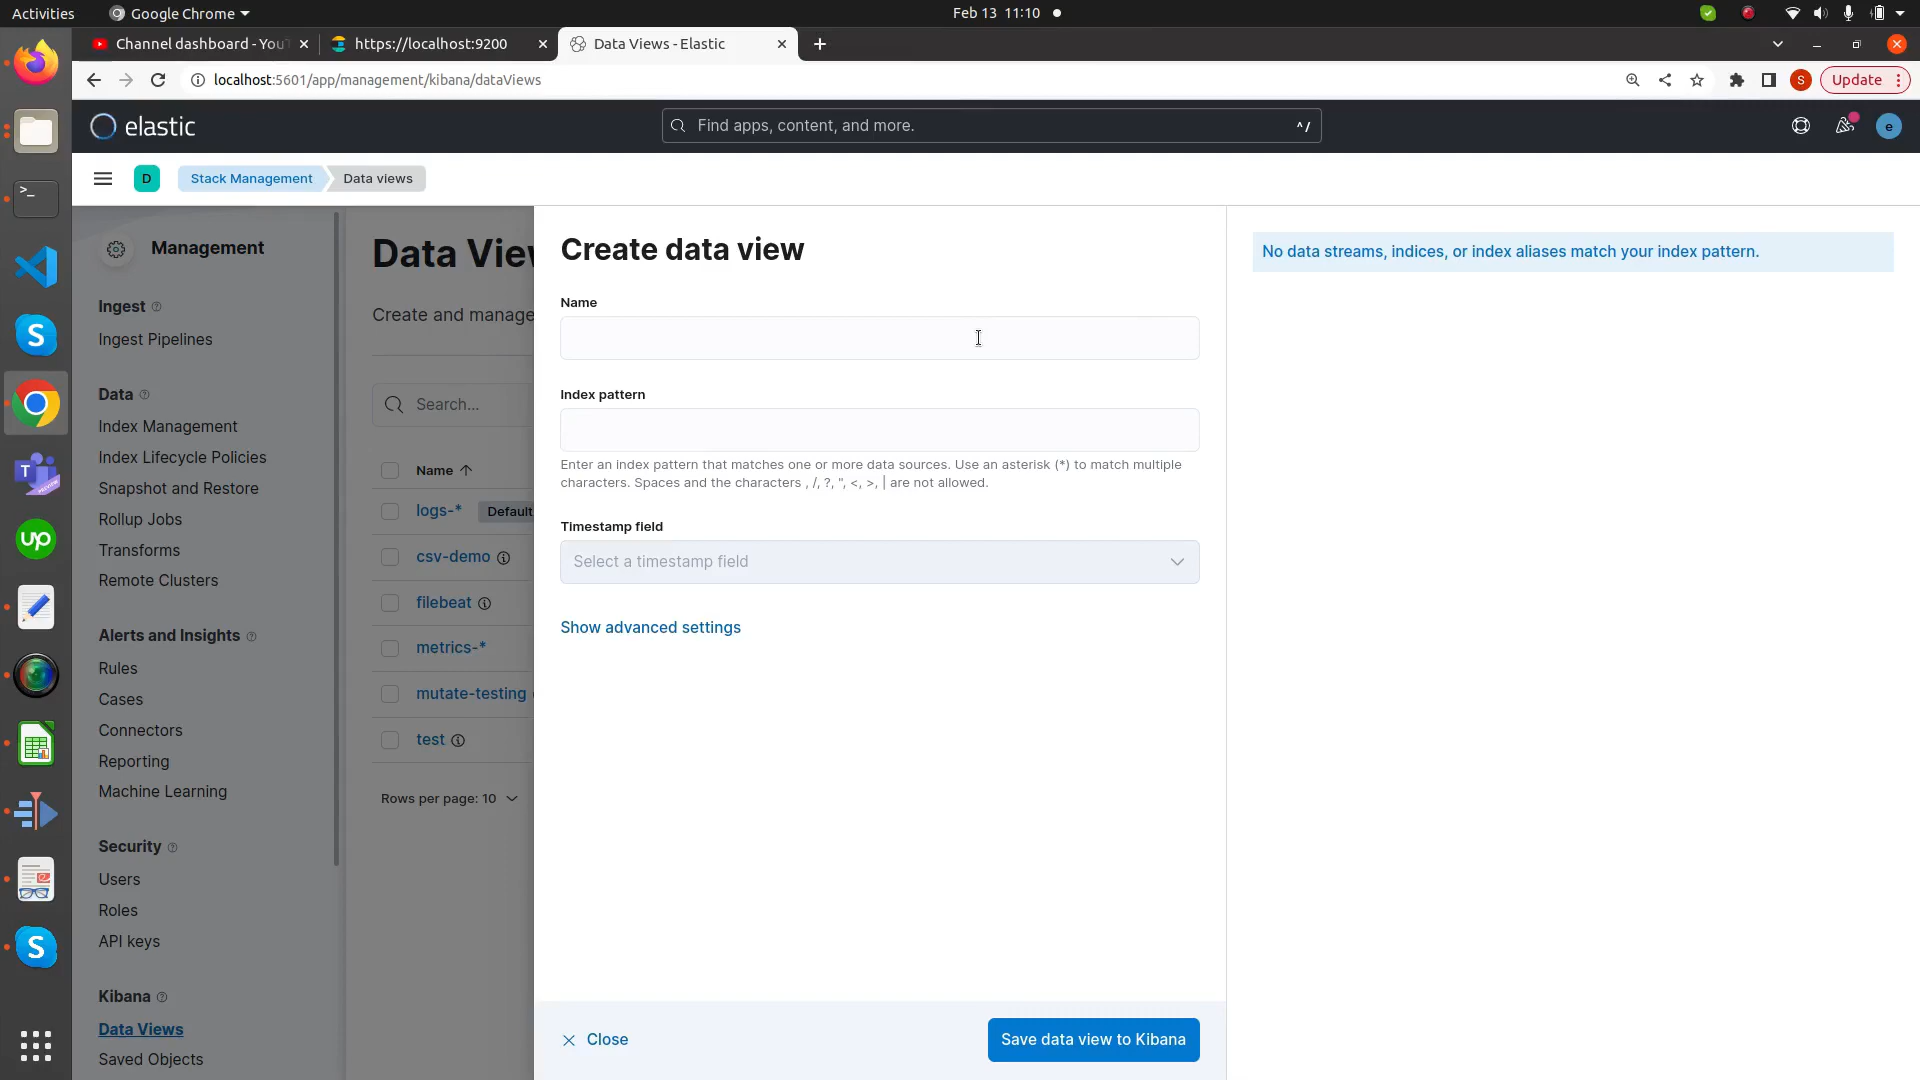 Activities
Google Chrome
Feb 13 11:10
Channel dashboard - YouT
https://localhost:9200
Data Views - Elastic
localhost:5601/app/management/kibana/dataViews
S
Update
elastic
Find apps, content, and more.
^/
e
D
Stack Management
Data views
Management
Ingest
Ingest Pipelines
Data
Index Management
Index Lifecycle Policies
Snapshot and Restore
Rollup Jobs
Transforms
Remote Clusters
Alerts and Insights
Rules
Cases
Connectors
Reporting
Machine Learning
Security
Users
Roles
API keys
Kibana
Data Views
Saved Objects
Data View
Create and manage
Search...
Name
logs-*
Default
csv-demo
filebeat
metrics-*
mutate-testing
test
Rows per page: 10
Create data view
Name
Index pattern
Enter an index pattern that matches one or more data sources. Use an asterisk (*) to match multiple
characters. Spaces and the characters , /, ?, ", <, >, | are not allowed.
Timestamp field
Select a timestamp field
Show advanced settings
Close
Save data view to Kibana
No data streams, indices, or index aliases match your index pattern.